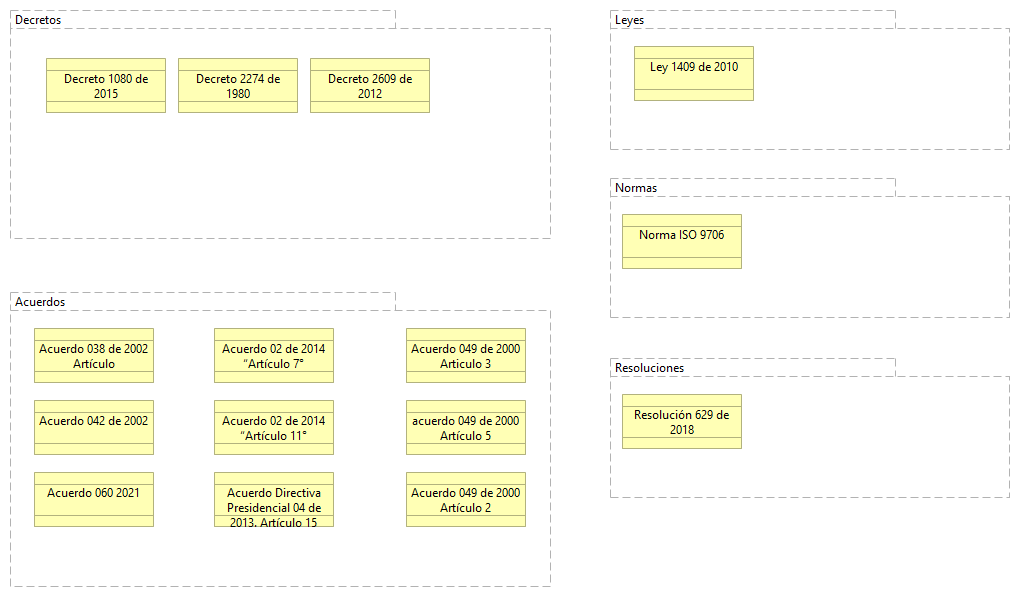 Decretos
Decreto 1080 de
2015
Decreto 2274 de
1980
Decreto 2609 de
2012
Leyes
Ley 1409 de 2010
Normas
Norma ISO 9706
Acuerdos
Acuerdo 038 de 2002
Artículo
Acuerdo 02 de 2014
“Artículo 7°
Acuerdo 049 de 2000
Articulo 3
Acuerdo 042 de 2002
Acuerdo 02 de 2014
“Artículo 11°
acuerdo 049 de 2000
Artículo 5
Acuerdo 060 2021
Acuerdo Directiva
Presidencial 04 de
2013. Artículo 15
Acuerdo 049 de 2000
Artículo 2
Resoluciones
Resolución 629 de
2018